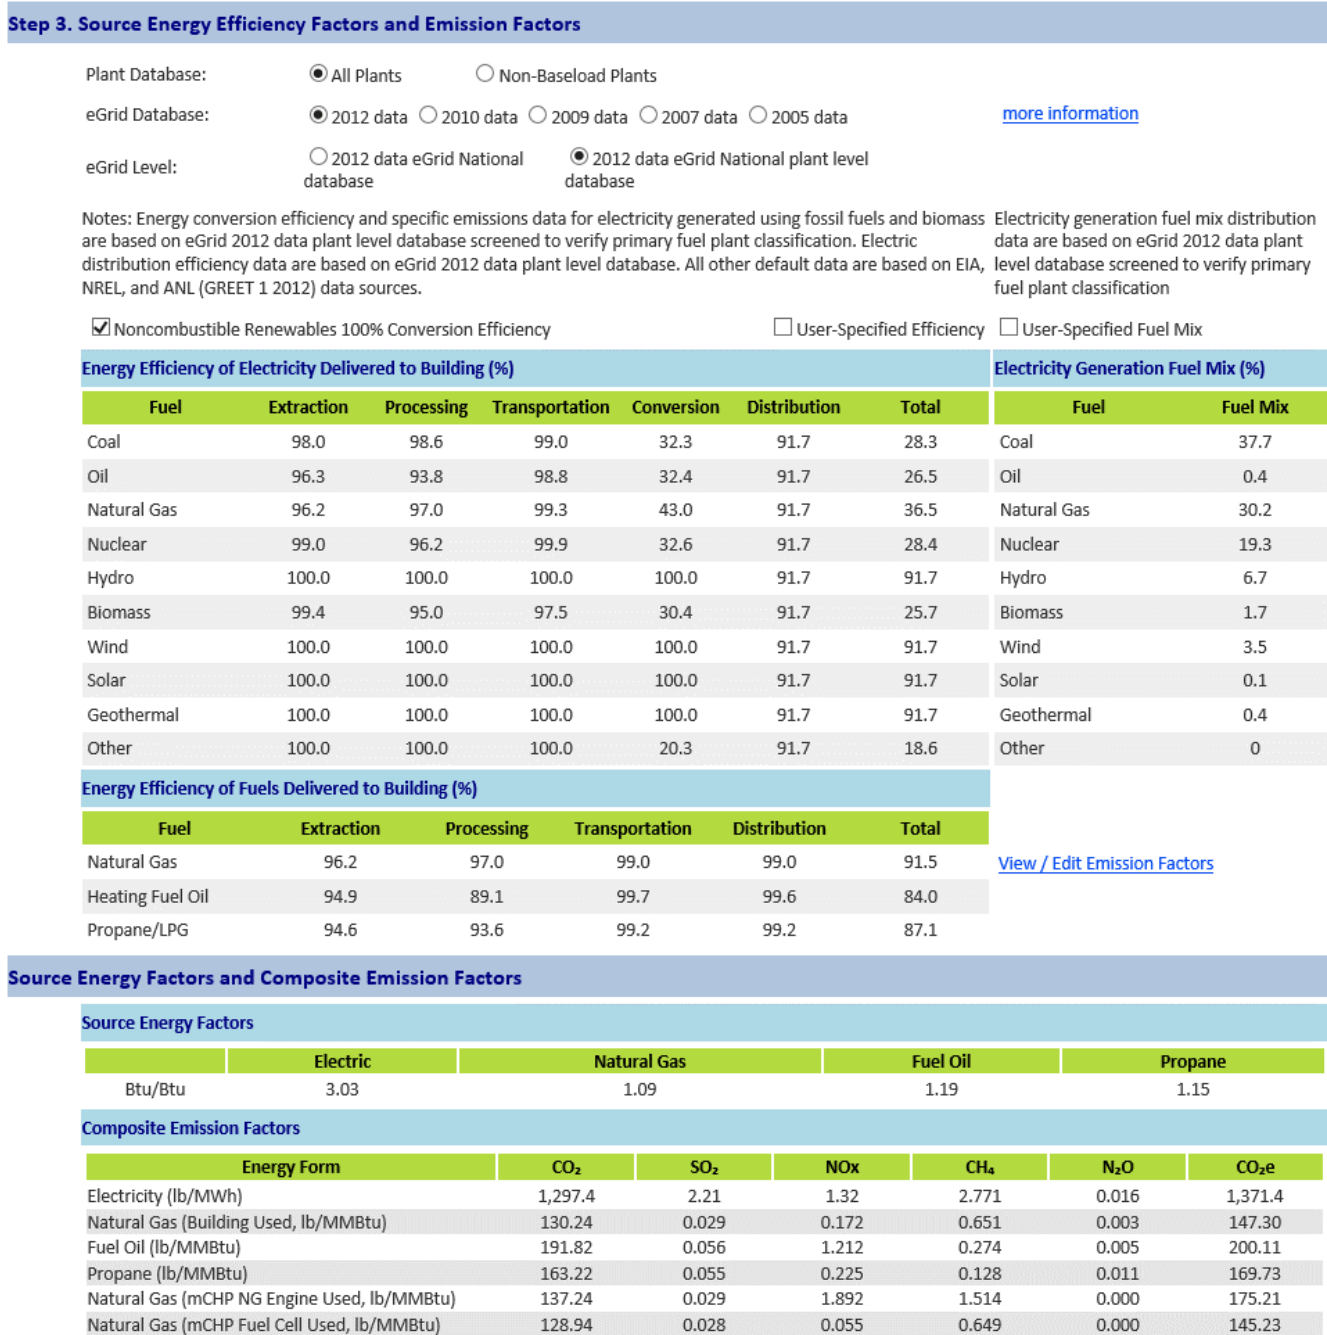 Step 3. Source Energy Efficiency Factors and Emission Factors
Plant Database: All Plants Non-Baseload Plants
eGrid Database: 2012 data 2010 data 2009 data 2007 data 2005 data more information
eGrid Level: 2012 data eGrid National database 2012 data eGrid National plant level database
Notes: Energy conversion efficiency and specific emissions data for electricity generated using fossil fuels and biomass
are based on eGrid 2012 data plant level database screened to verify primary fuel plant classification. Electric
distribution efficiency data are based on eGrid 2012 data plant level database. All other default data are based on EIA,
NREL, and ANL (GREET 1 2012) data sources.
Electricity generation fuel mix distribution
data are based on eGrid 2012 data plant
level database screened to verify primary
fuel plant classification
Noncombustible Renewables 100% Conversion Efficiency User-Specified Efficiency User-Specified Fuel Mix
Energy Efficiency of Electricity Delivered to Building (%)
Fuel Extraction Processing Transportation Conversion Distribution Total
Coal 98.0 98.6 99.0 32.3 91.7 28.3
Oil 96.3 93.8 98.8 32.4 91.7 26.5
Natural Gas 96.2 97.0 99.3 43.0 91.7 36.5
Nuclear 99.0 96.2 99.9 32.6 91.7 28.4
Hydro 100.0 100.0 100.0 100.0 91.7 91.7
Biomass 99.4 95.0 97.5 30.4 91.7 25.7
Wind 100.0 100.0 100.0 100.0 91.7 91.7
Solar 100.0 100.0 100.0 100.0 91.7 91.7
Geothermal 100.0 100.0 100.0 100.0 91.7 91.7
Other 100.0 100.0 100.0 20.3 91.7 18.6
Electricity Generation Fuel Mix (%)
Fuel Fuel Mix
Coal 37.7
Oil 0.4
Natural Gas 30.2
Nuclear 19.3
Hydro 6.7
Biomass 1.7
Wind 3.5
Solar 0.1
Geothermal 0.4
Other 0
Energy Efficiency of Fuels Delivered to Building (%)
Fuel Extraction Processing Transportation Distribution Total
Natural Gas 96.2 97.0 99.0 99.0 91.5
Heating Fuel Oil 94.9 89.1 99.7 99.6 84.0
Propane/LPG 94.6 93.6 99.2 99.2 87.1
View / Edit Emission Factors
Source Energy Factors and Composite Emission Factors
Source Energy Factors
Electric Natural Gas Fuel Oil Propane
Btu/Btu 3.03 1.09 1.19 1.15
Composite Emission Factors
Energy Form CO₂ SO₂ NOx CH₄ N₂O CO₂e
Electricity (lb/MWh) 1,297.4 2.21 1.32 2.771 0.016 1,371.4
Natural Gas (Building Used, lb/MMBtu) 130.24 0.029 0.172 0.651 0.003 147.30
Fuel Oil (lb/MMBtu) 191.82 0.056 1.212 0.274 0.005 200.11
Propane (lb/MMBtu) 163.22 0.055 0.225 0.128 0.011 169.73
Natural Gas (mCHP NG Engine Used, lb/MMBtu) 137.24 0.029 1.892 1.514 0.000 175.21
Natural Gas (mCHP Fuel Cell Used, lb/MMBtu) 128.94 0.028 0.055 0.649 0.000 145.23